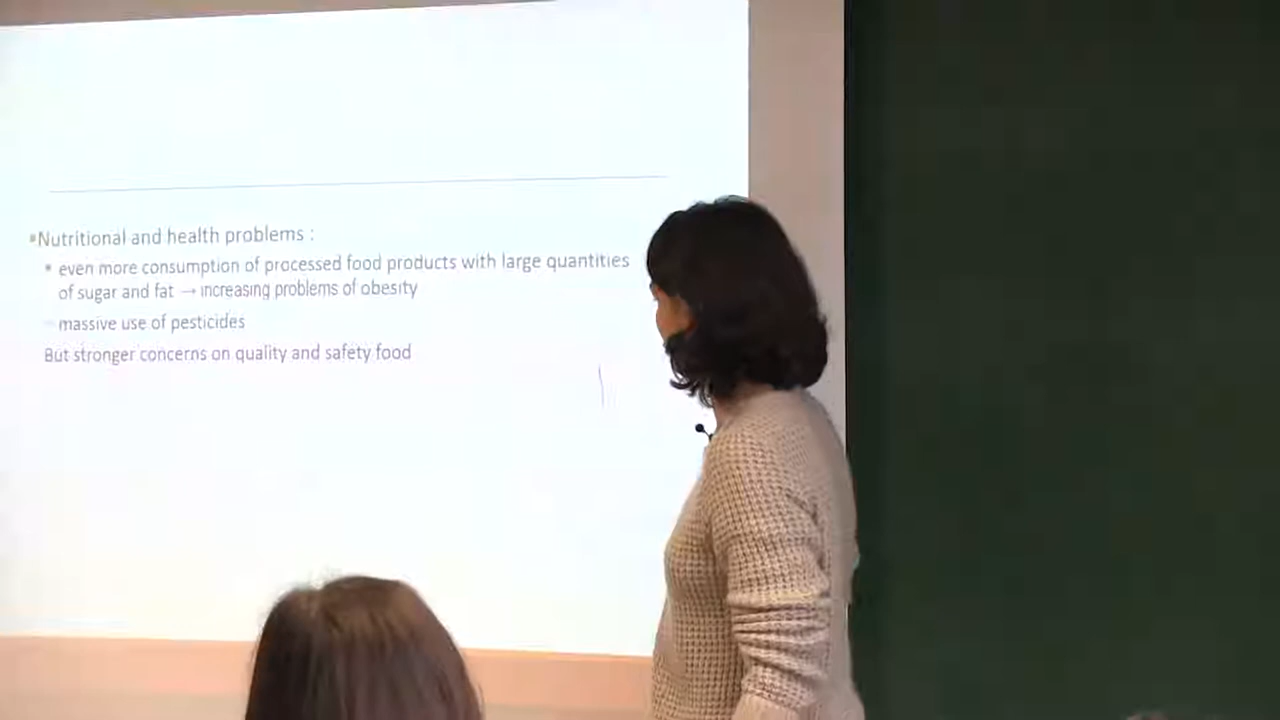 ▪Nutritional and health problems :
▪ even more consumption of processed food products with large quantities
of sugar and fat → increasing problems of obesity
massive use of pesticides
But stronger concerns on quality and safety food